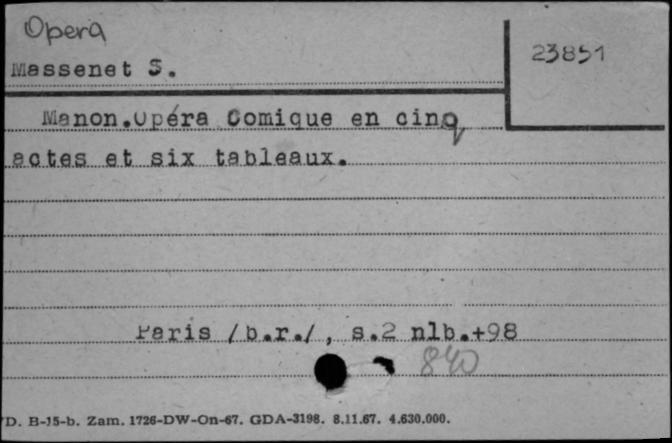 Opera
23851
Massenet S.
Manon.Opéra Comique en cinq
actes et six tableaux.
Paris /b.r./, s.2 nlb.+98
840
D. B-15-b. Zam. 1726-DW-On-67. GDA-3198. 8.11.67. 4.630.000.